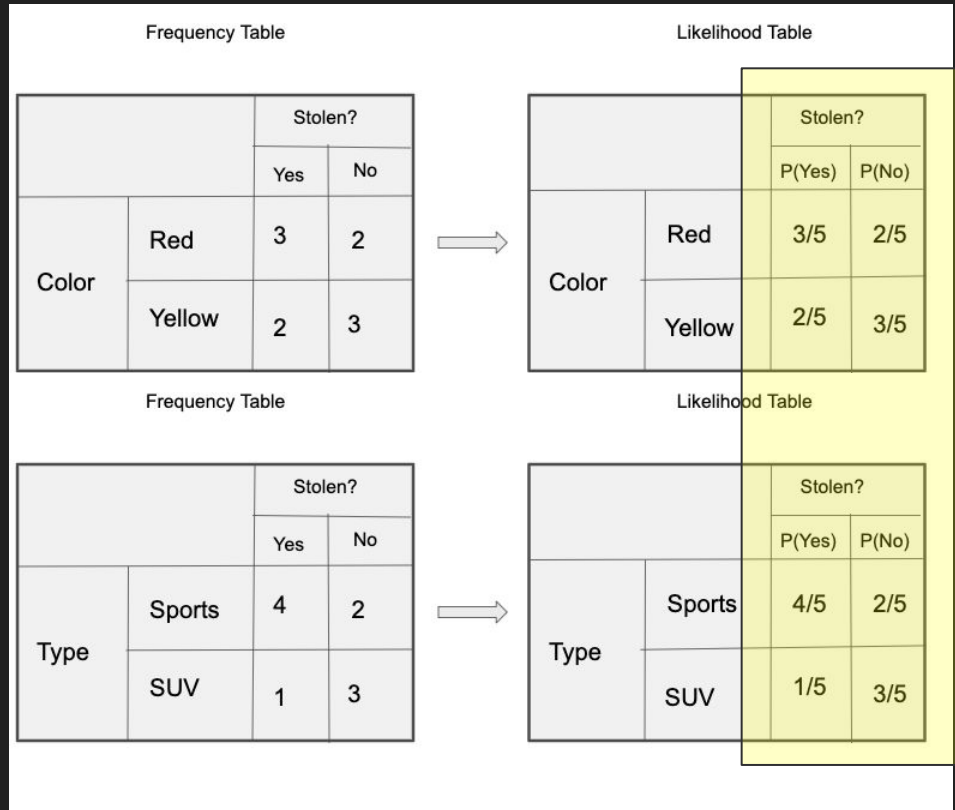 Frequency Table
Likelihood Table
Stolen?
Stolen?
Yes
No
P(Yes)
P(No)
Color
Red
3
2
Color
Red
3/5
2/5
Yellow
2
3
Yellow
2/5
3/5
Frequency Table
Likelihood Table
Stolen?
Stolen?
Yes
No
P(Yes)
P(No)
Type
Sports
4
2
Type
Sports
4/5
2/5
SUV
1
3
SUV
1/5
3/5